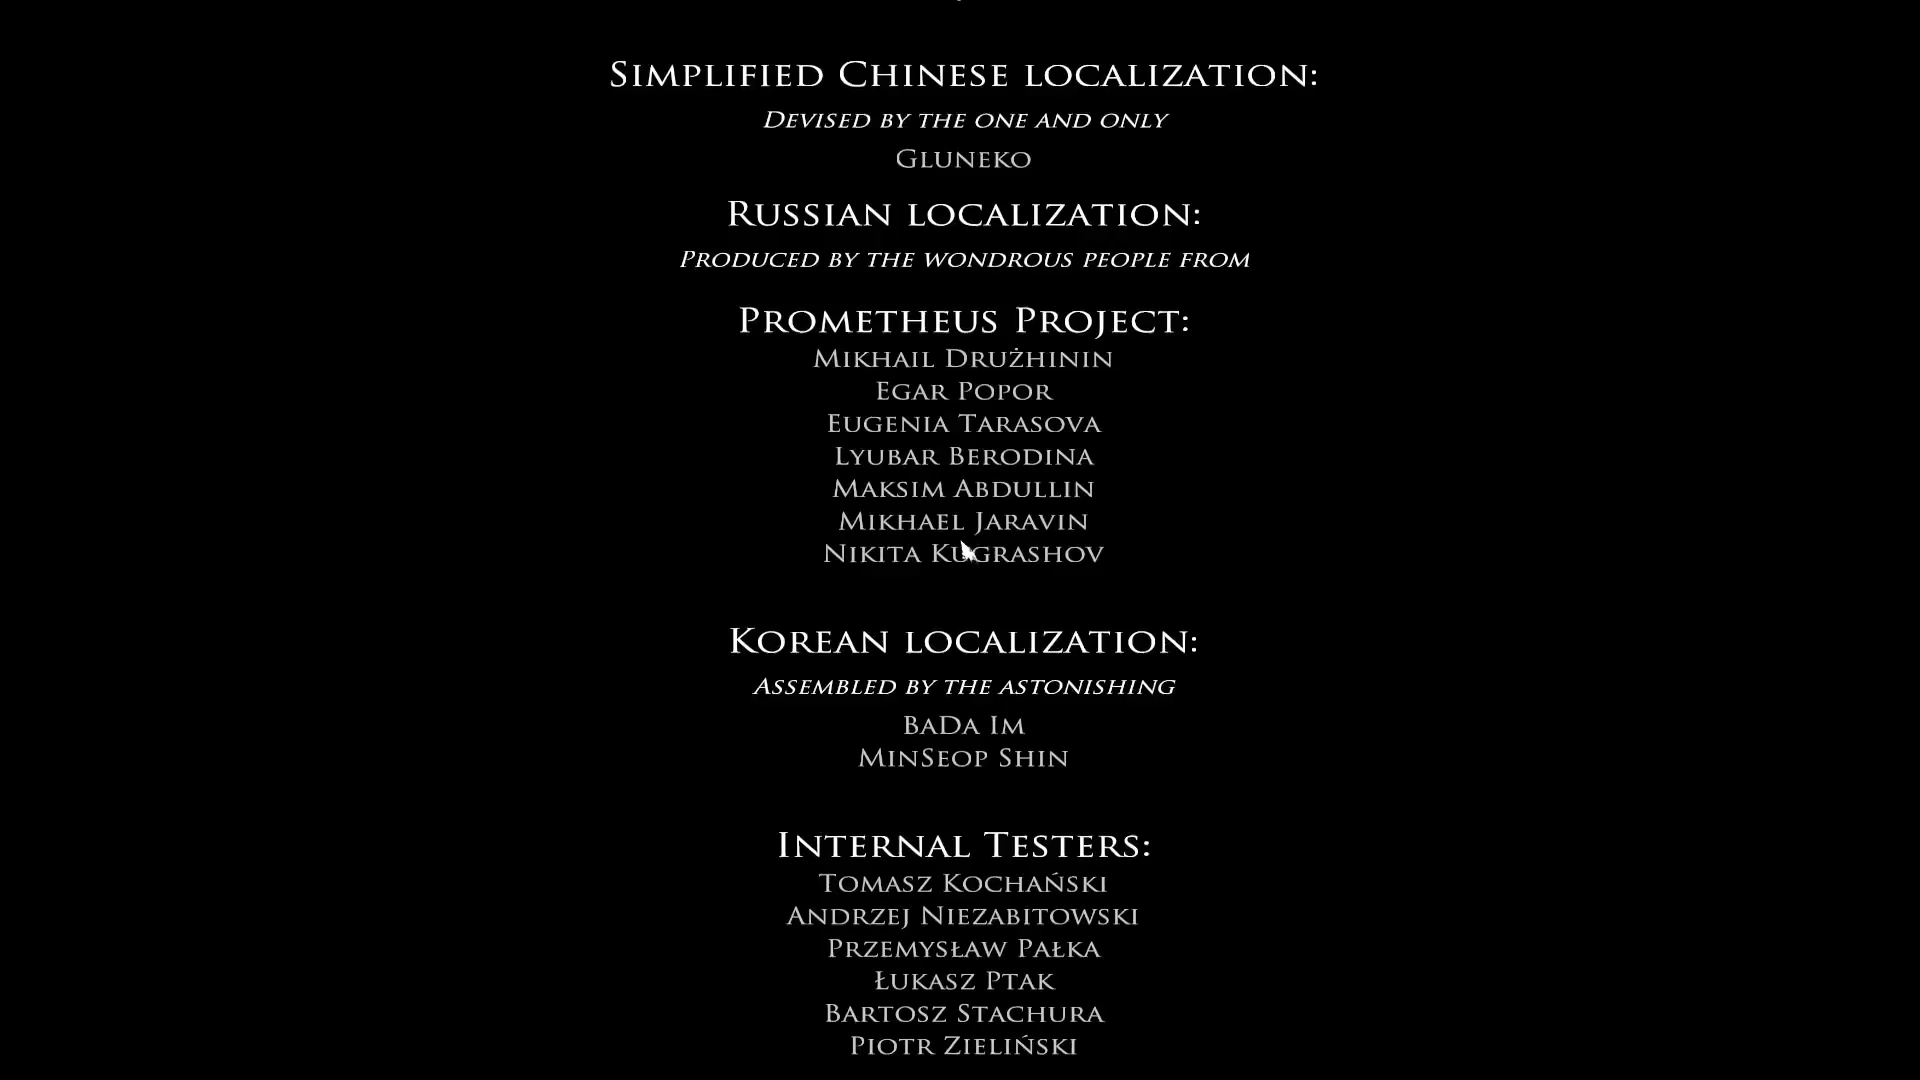 Simplified Chinese localization:
Devised by the one and only
Gluneko
Russian localization:
Produced by the wondrous people from
Prometheus Project:
Mikhail Drużhinin
Egar Popor
Eugenia Tarasova
Lyubar Berodina
Maksim Abdullin
Mikhael Jaravin
Nikita Kugrashov
Korean localization:
Assembled by the astonishing
BaDa Im
MinSeop Shin
Internal Testers:
Tomasz Kochański
Andrzej Niezabitowski
Przemysław Pałka
Łukasz Ptak
Bartosz Stachura
Piotr Zieliński